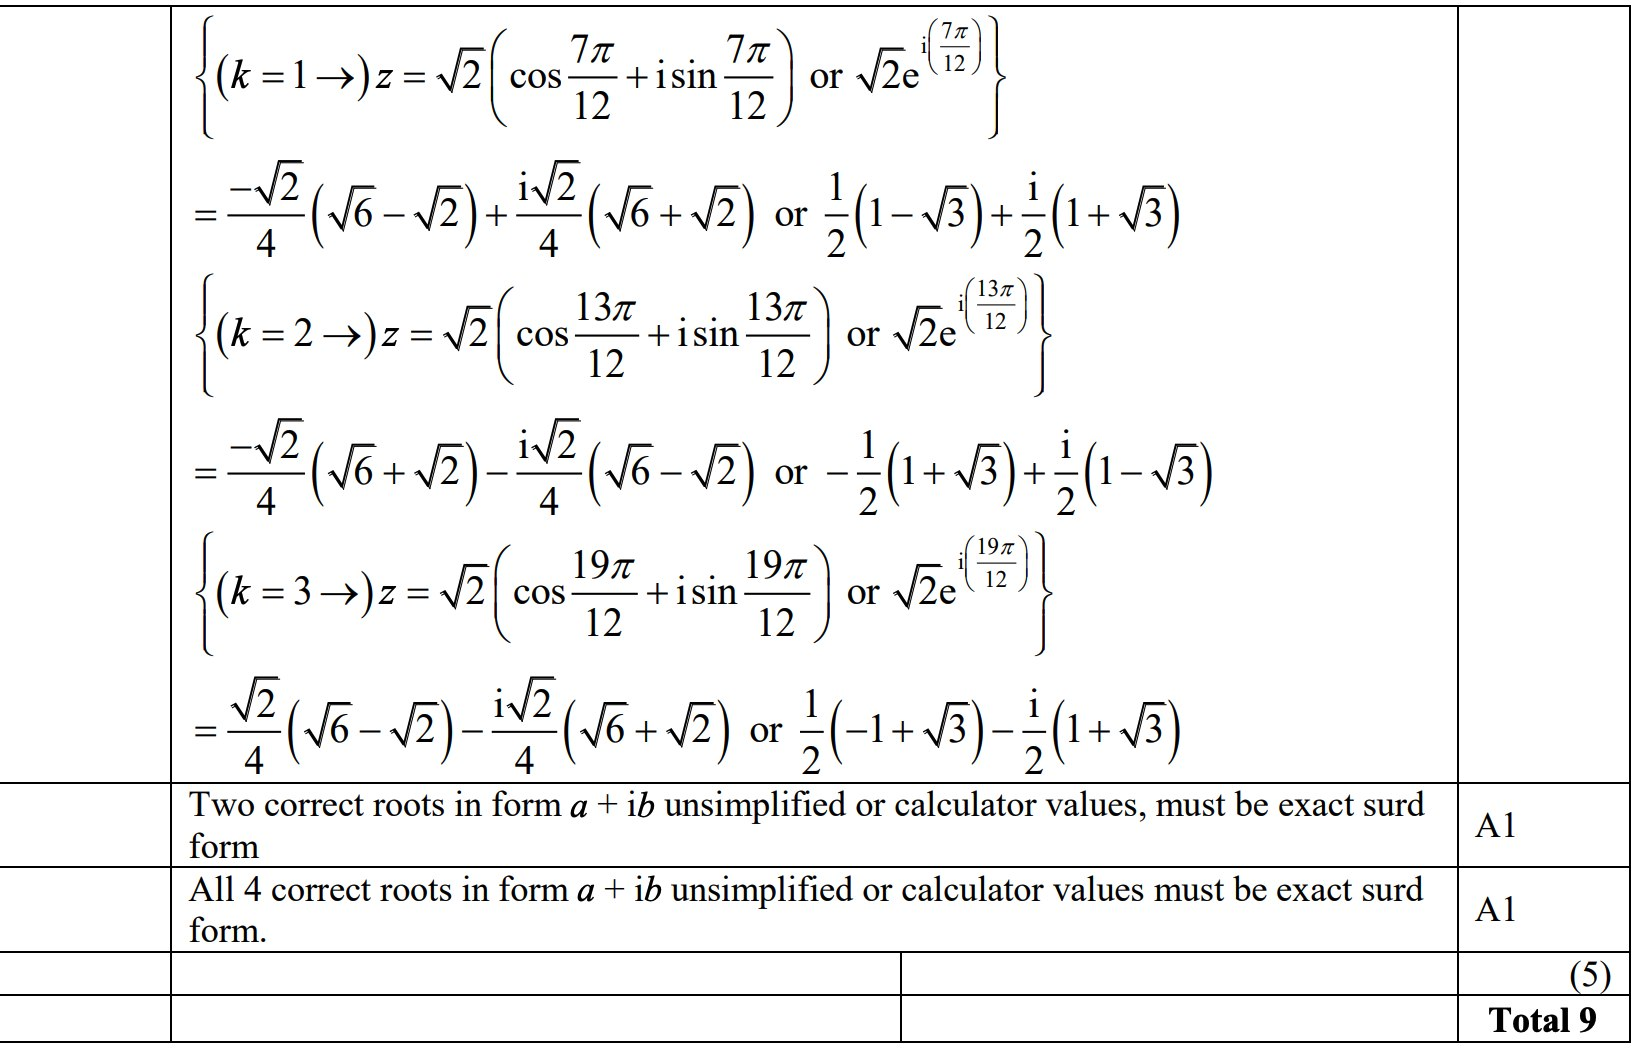 {(k = 1 →) z = √2(cos 7π/12 + i sin 7π/12) or √2e^(i(7π/12))}
= −√2/4 (√6 − √2) + i√2/4 (√6 + √2) or 1/2 (1 − √3) + i/2 (1 + √3)
{(k = 2 →) z = √2(cos 13π/12 + i sin 13π/12) or √2e^(i(13π/12))}
= −√2/4 (√6 + √2) − i√2/4 (√6 − √2) or −1/2 (1 + √3) + i/2 (1 − √3)
{(k = 3 →) z = √2(cos 19π/12 + i sin 19π/12) or √2e^(i(19π/12))}
= √2/4 (√6 − √2) − i√2/4 (√6 + √2) or 1/2 (−1 + √3) − i/2 (1 + √3)
Two correct roots in form a + ib unsimplified or calculator values, must be exact surd
form
A1
All 4 correct roots in form a + ib unsimplified or calculator values must be exact surd
form.
A1
(5)
Total 9